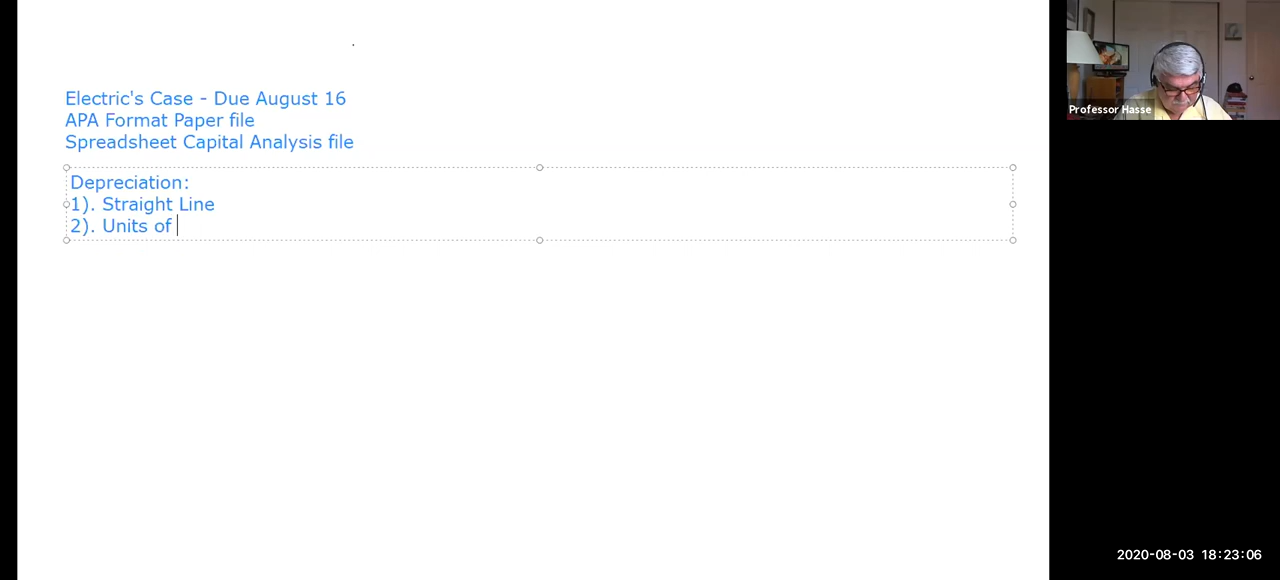 Electric's Case - Due August 16
APA Format Paper file
Spreadsheet Capital Analysis file
Depreciation:
1). Straight Line
2). Units of
Professor Hasse
2020-08-03 18:23:06